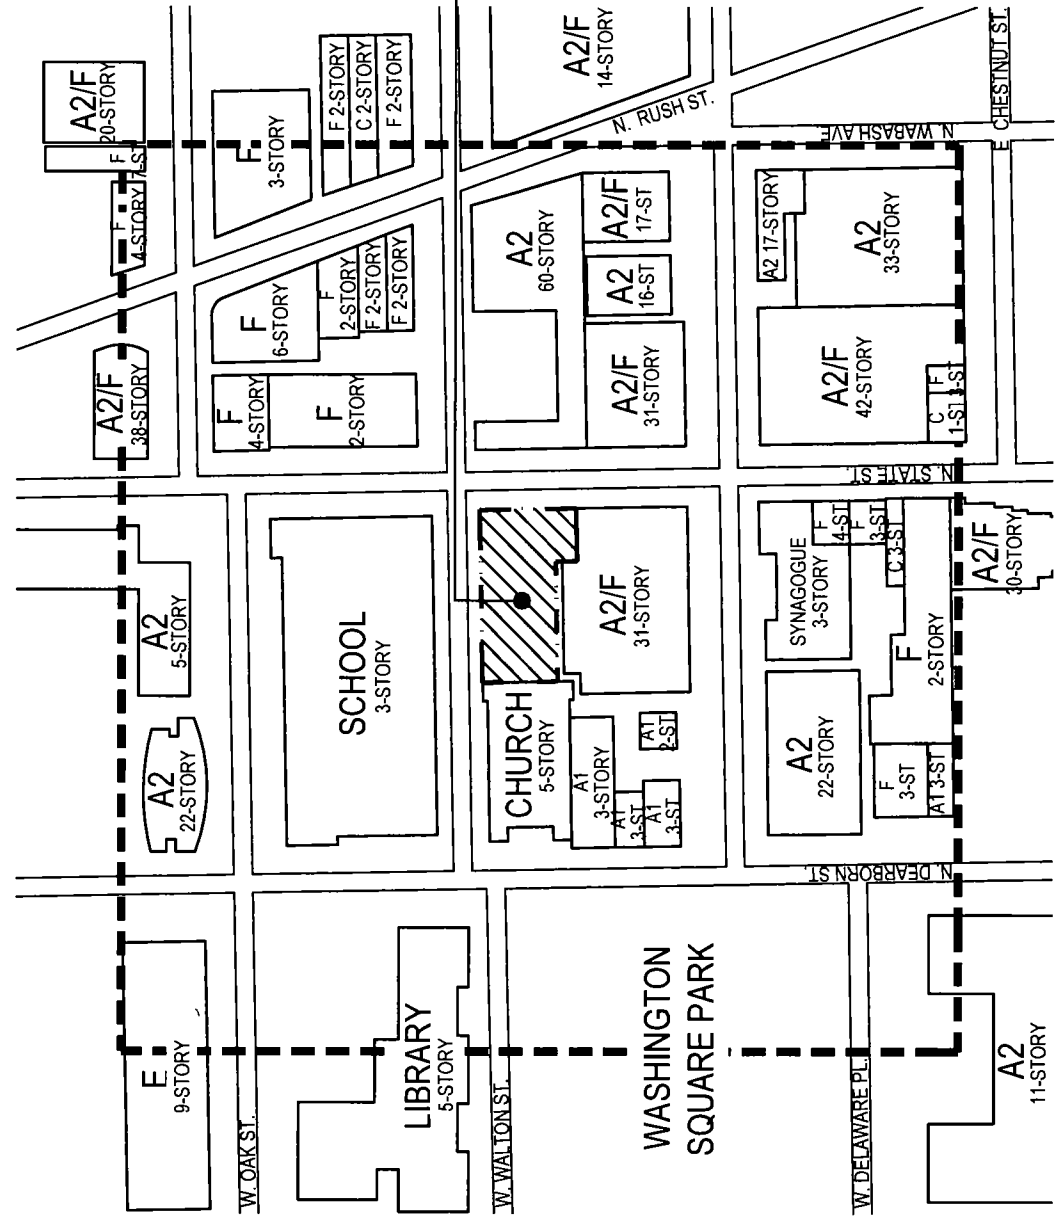 A2/F
20-STORY
F
7-ST
F
4-STORY
F
3-STORY
F 2-STORY
C 2-STORY
F 2-STORY
A2/F
14-STORY
N. RUSH ST.
N. WABASH AVE
E CHESTNUT ST.
A2/F
38-STORY
F
6-STORY
F
2-STORY
F 2-STORY
F 2-STORY
F
4-STORY
F
2-STORY
A2
60-STORY
A2/F
17-ST
A2
16-ST
A2/F
31-STORY
A2 17-STORY
A2
33-STORY
A2/F
42-STORY
F
3-ST
C
1-ST
N. STATE ST.
A2
5-STORY
A2
22-STORY
SCHOOL
3-STORY
CHURCH
5-STORY
A2/F
31-STORY
A1
3-STORY
A1
3-ST
A1
3-ST
A1
2-ST
SYNAGOGUE
3-STORY
F
4-ST
F
3-ST
C 3-ST
F
2-STORY
A2/F
30-STORY
A2
22-STORY
F
3-ST
A1 3-ST
N. DEARBORN ST.
F
9-STORY
W. OAK ST.
LIBRARY
5-STORY
W. WALTON ST.
WASHINGTON
SQUARE PARK
W. DELAWARE PL.
A2
11-STORY